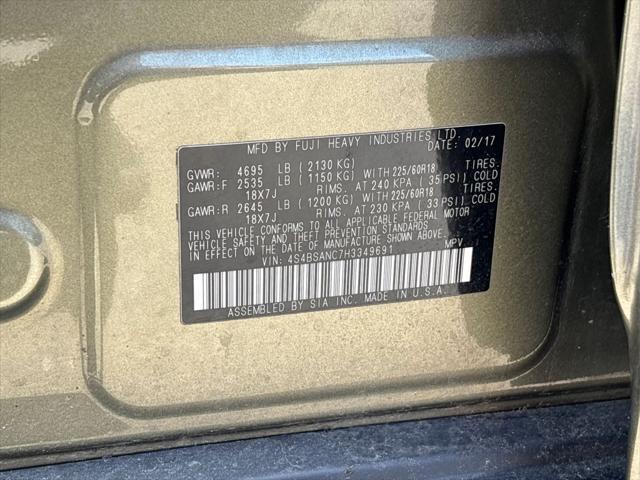 MFD BY FUJI HEAVY INDUSTRIES LTD.
DATE: 02/17
GVWR: 4695 LB (2130 KG)
GAWR:F 2535 LB (1150 KG) WITH 225/60R18 TIRES.
18X7J RIMS. AT 240 KPA (35 PSI) COLD
GAWR:R 2645 LB (1200 KG) WITH 225/60R18 TIRES.
18X7J RIMS. AT 230 KPA (33 PSI) COLD
THIS VEHICLE CONFORMS TO ALL APPLICABLE FEDERAL MOTOR
VEHICLE SAFETY AND THEFT PREVENTION STANDARDS
IN EFFECT ON THE DATE OF MANUFACTURE SHOWN ABOVE.
VIN: 4S4BSANC7H3349691 MPV
ASSEMBLED BY SIA INC. MADE IN U.S.A.